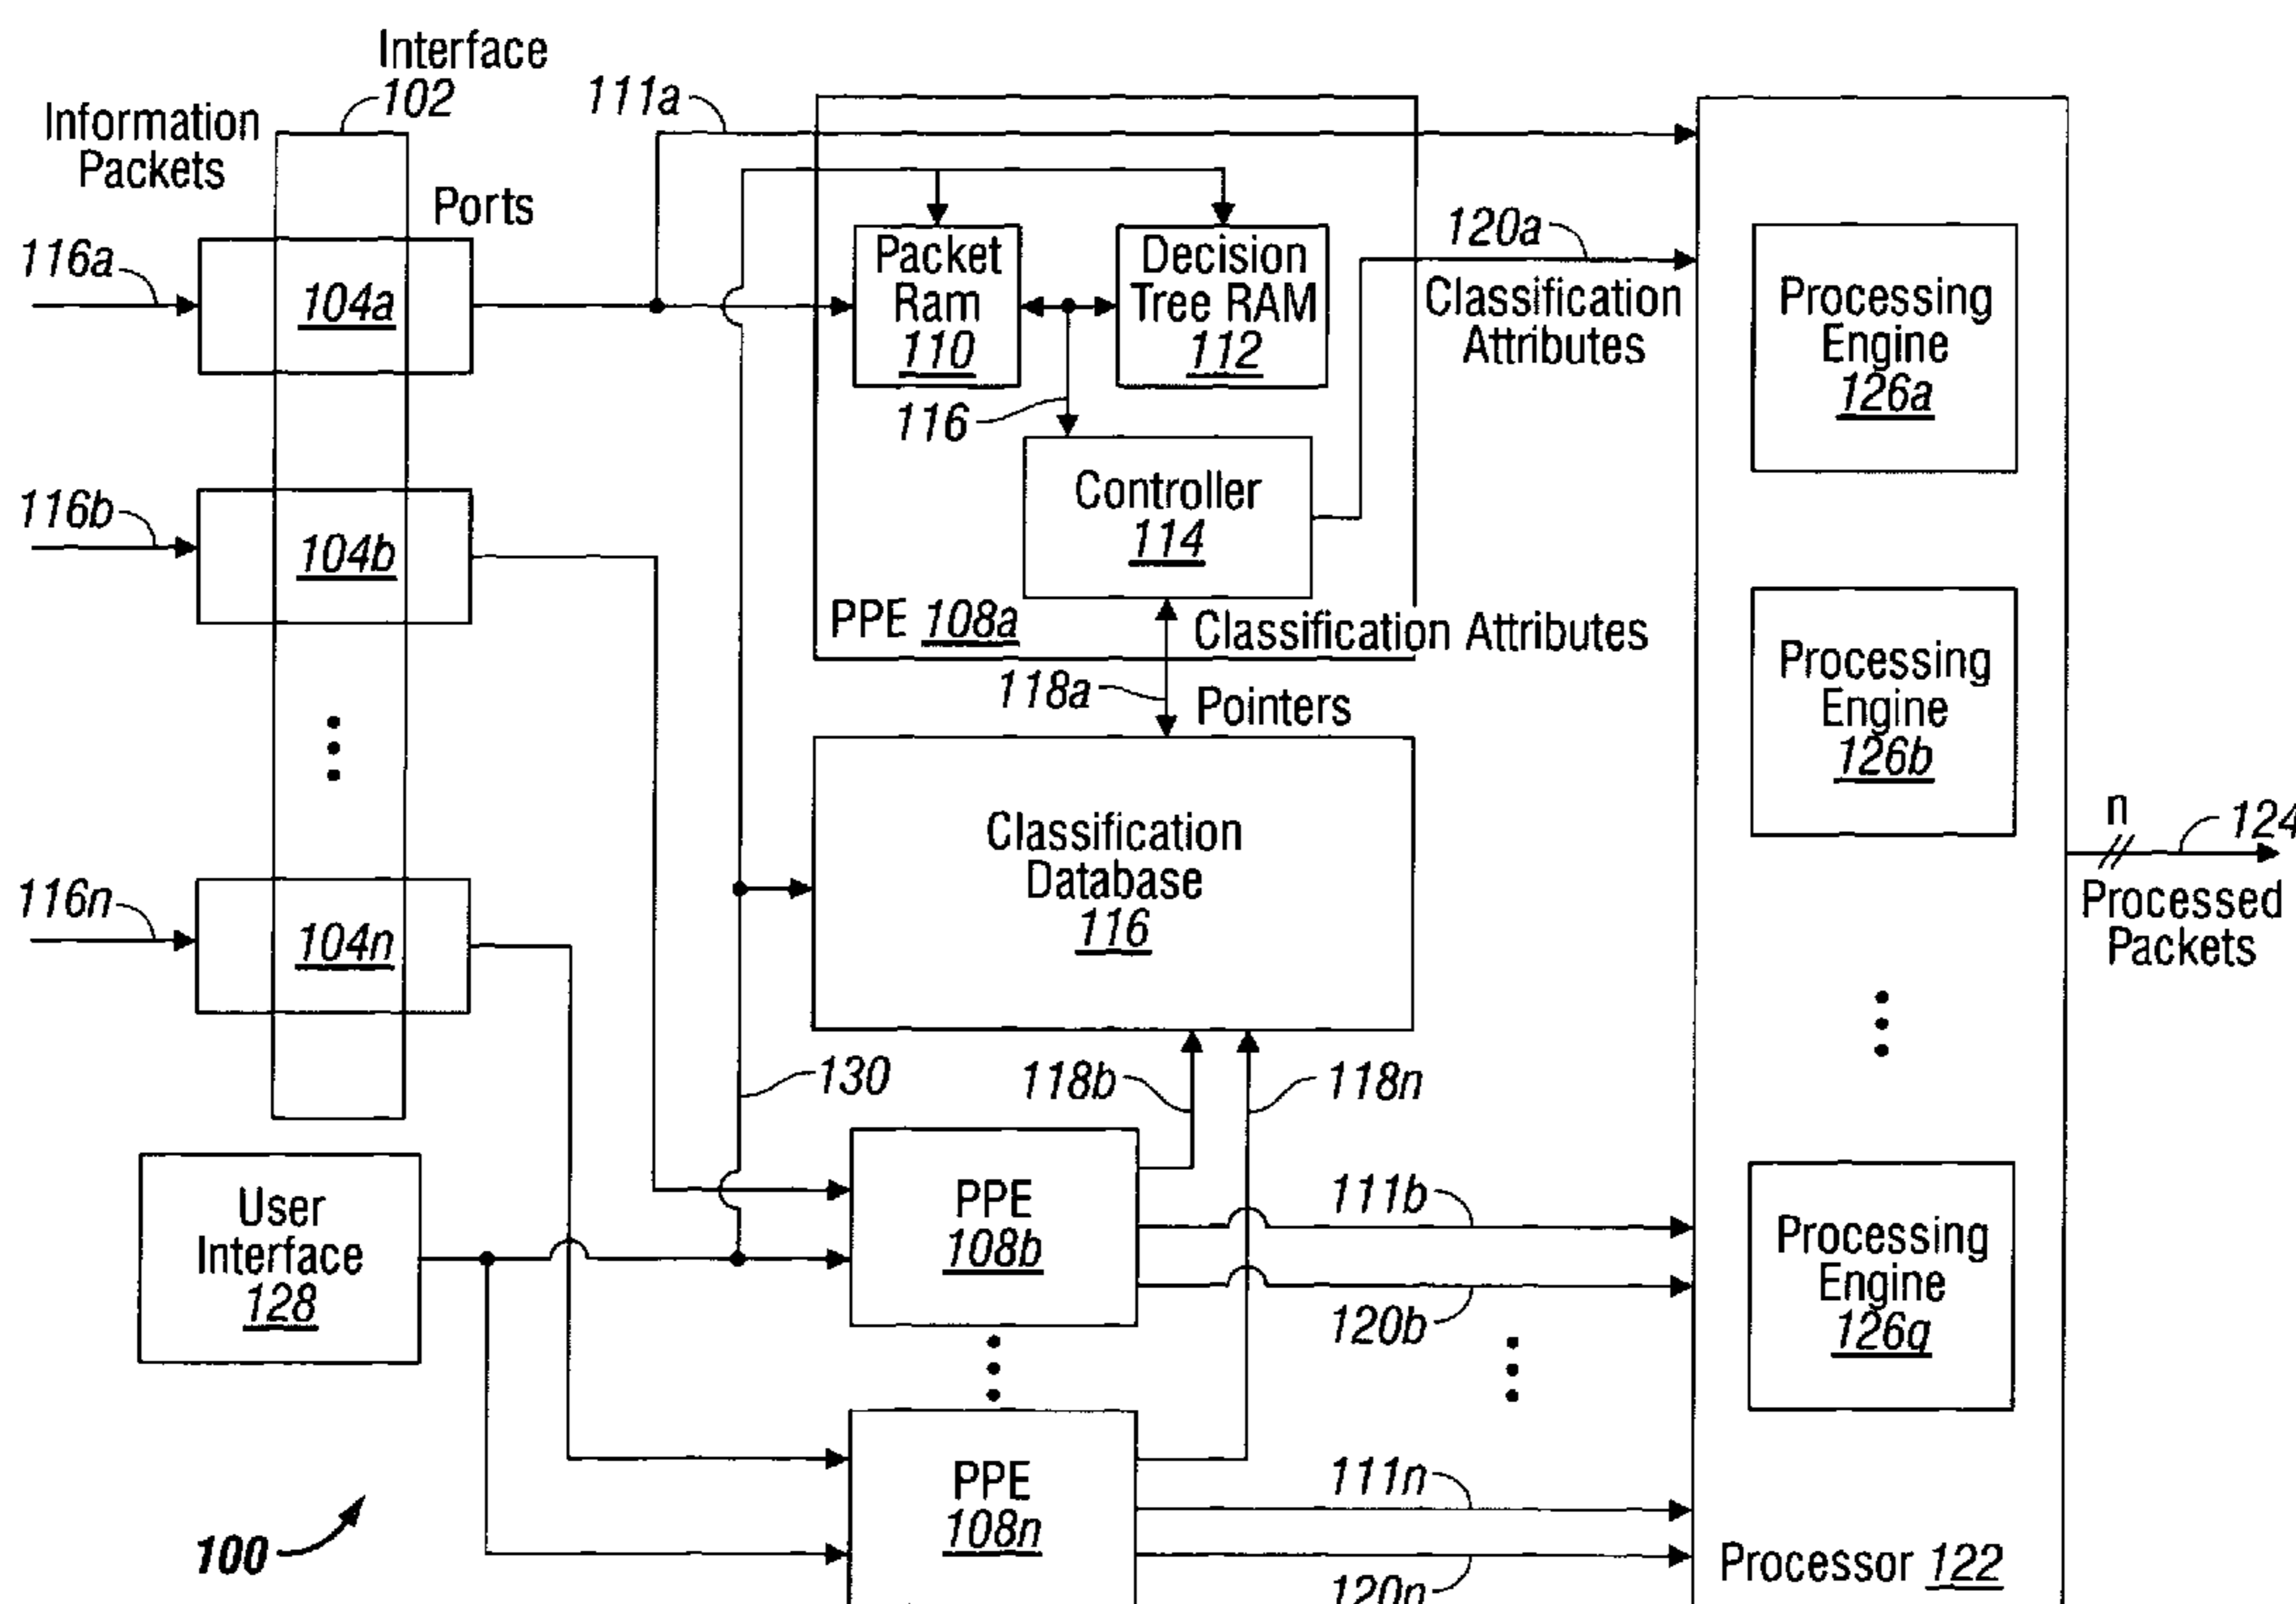 Interface
102
Information
Packets
Ports
111a
116a
104a
Packet
Ram
110
Decision
Tree RAM
112
120a
Classification
Attributes
Processing
Engine
126a
116
116b
104b
Controller
114
PPE 108a
Classification Attributes
118a
Pointers
Processing
Engine
126b
Classification
Database
116
n
124
Processed
Packets
116n
104n
130
118b
118n
User
Interface
128
PPE
108b
111b
120b
Processing
Engine
126q
PPE
108n
111n
120n
100
Processor 122